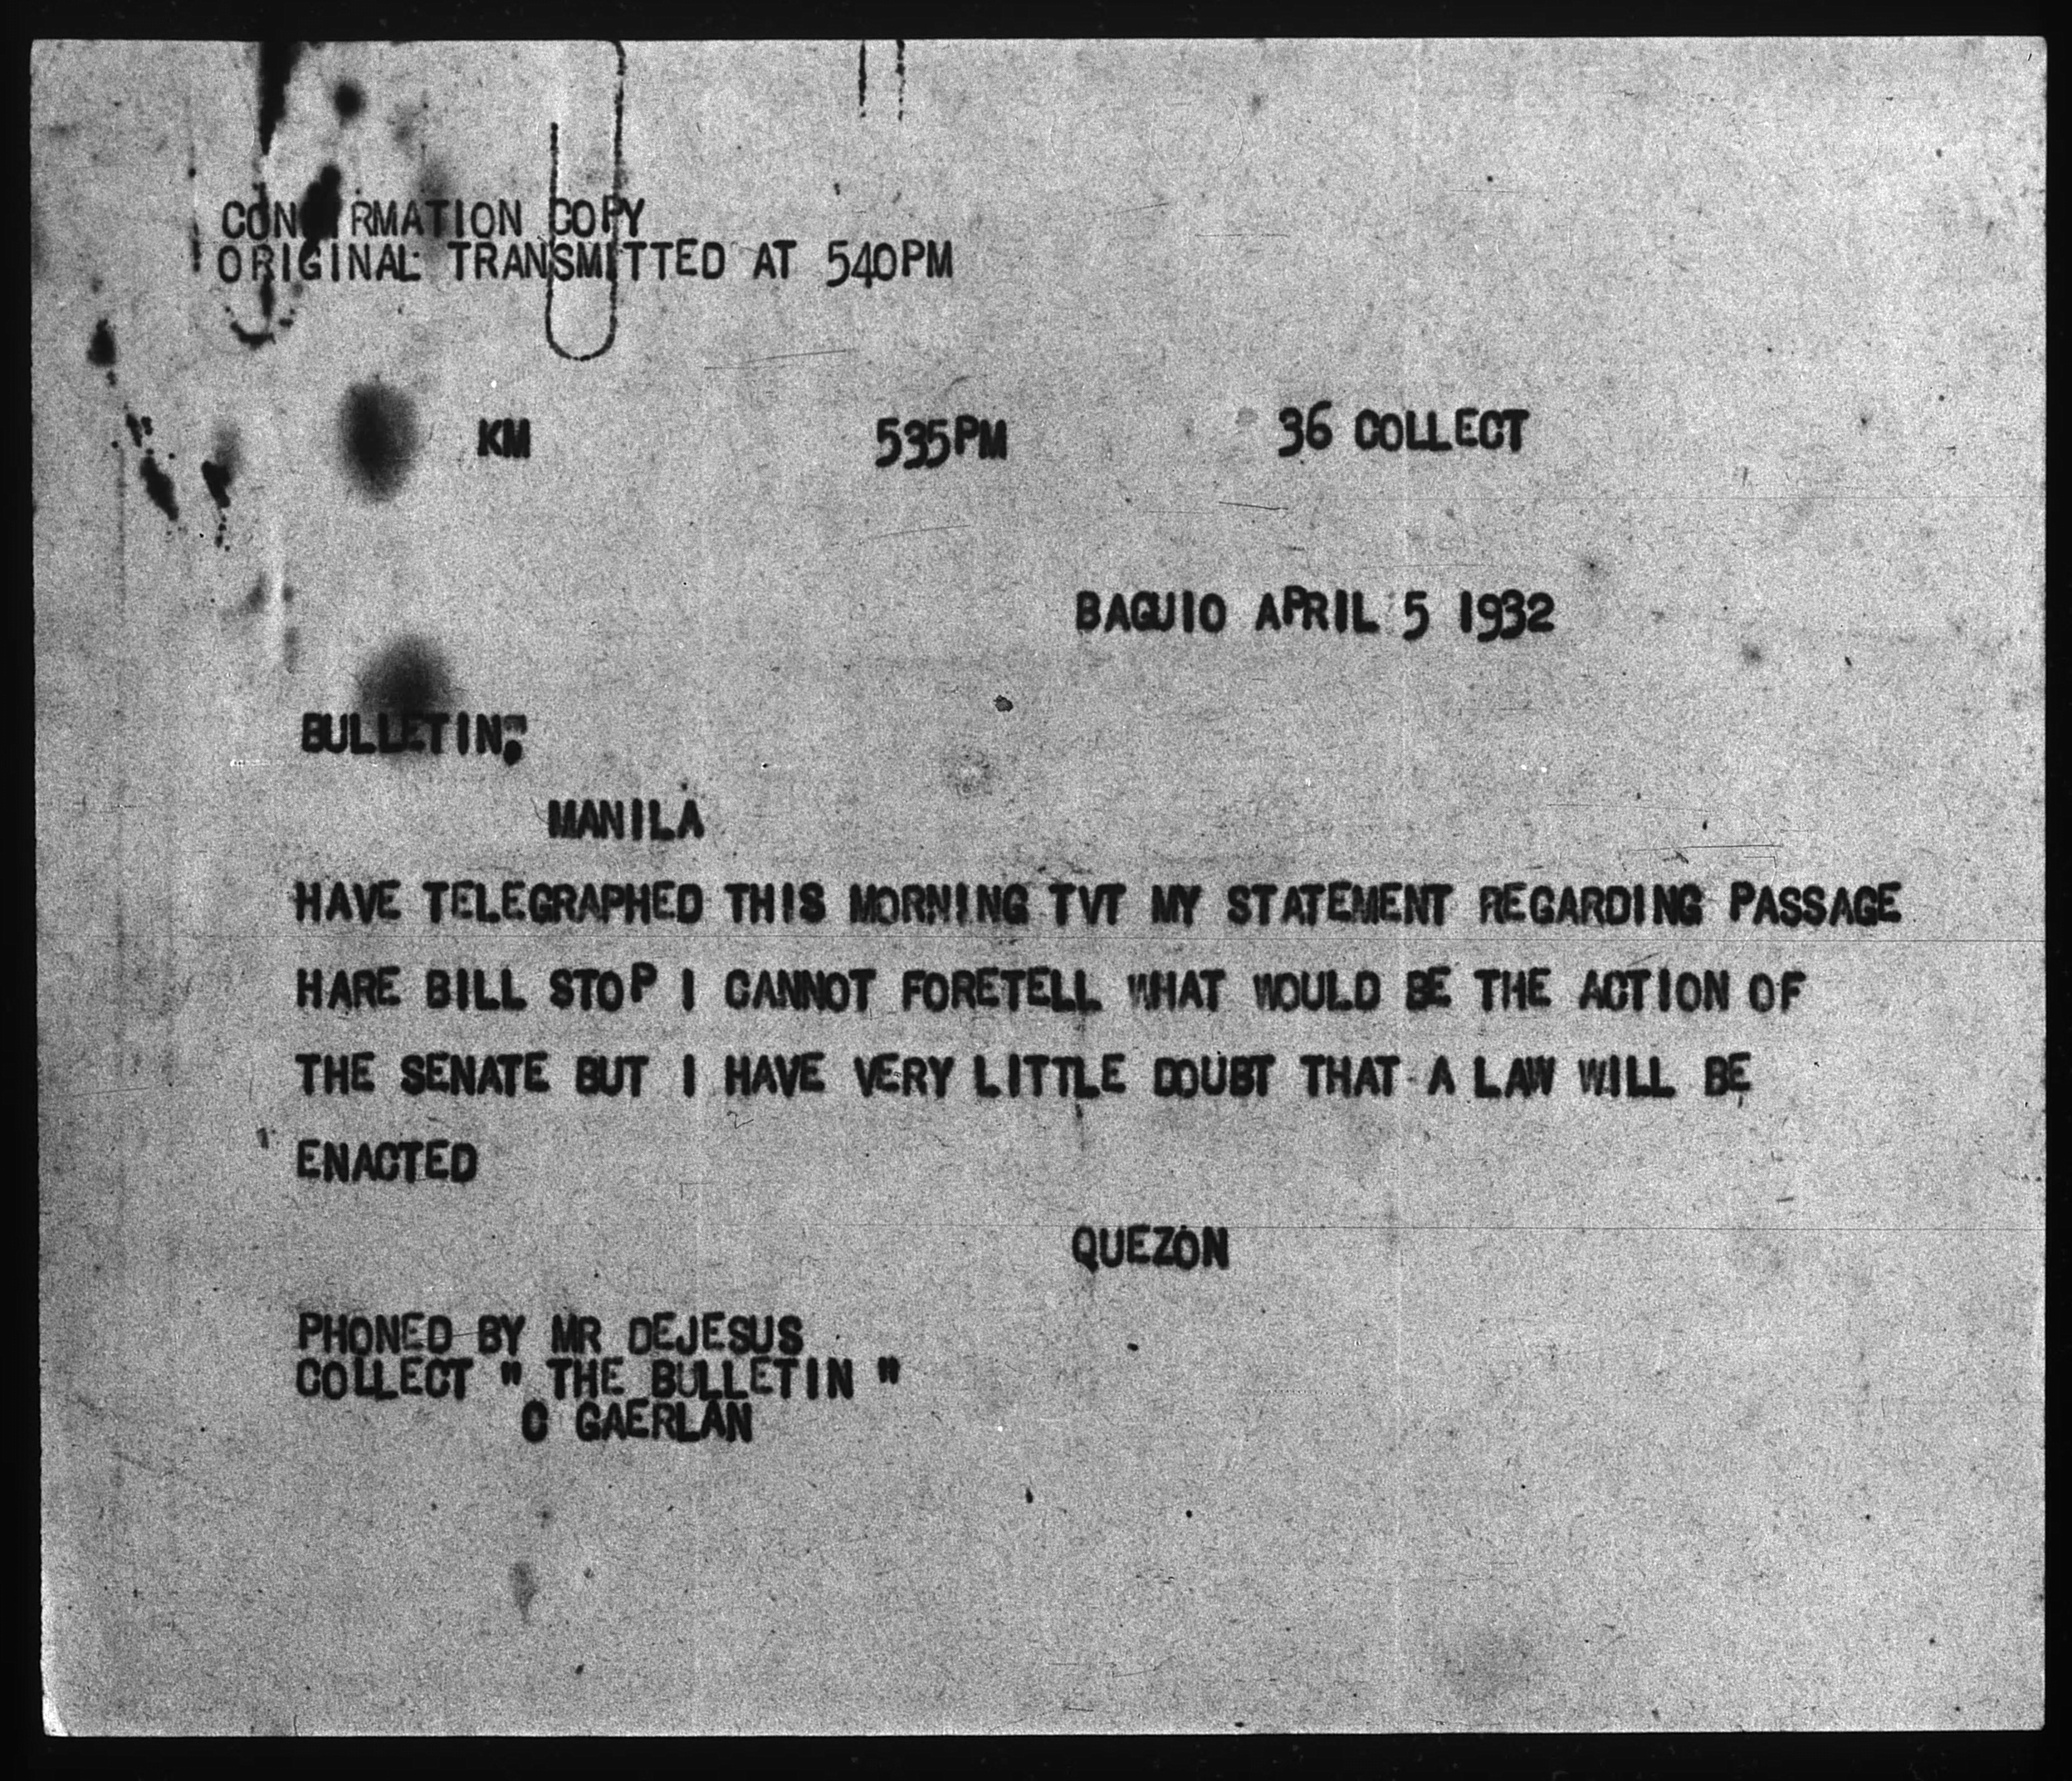 CONFIRMATION COPY
ORIGINAL TRANSMITTED AT 540PM
KM 535PM 36 COLLECT
BAGUIO APRIL 5 1932
BULLETIN
MANILA
HAVE TELEGRAPHED THIS MORNING TVT MY STATEMENT REGARDING PASSAGE
HARE BILL STOP I CANNOT FORETELL WHAT WOULD BE THE ACTION OF
THE SENATE BUT I HAVE VERY LITTLE DOUBT THAT A LAW WILL BE
ENACTED
QUEZON
PHONED BY MR DEJESUS
COLLECT " THE BULLETIN "
C GAERLAN